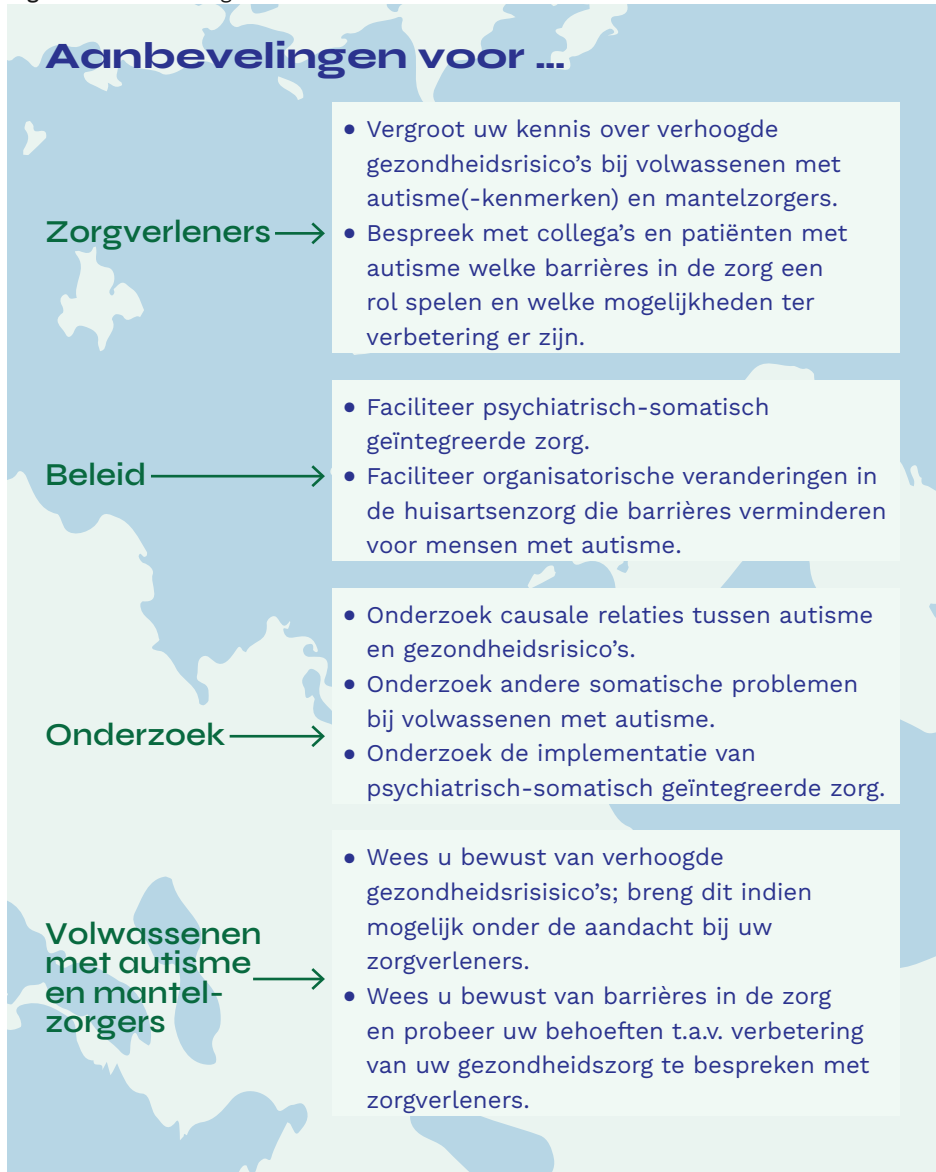 Aanbevelingen voor ...
Zorgverleners
• Vergroot uw kennis over verhoogde
gezondheidsrisico's bij volwassenen met
autisme(-kenmerken) en mantelzorgers.
• Bespreek met collega's en patiënten met
autisme welke barrières in de zorg een
rol spelen en welke mogelijkheden ter
verbetering er zijn.
Beleid
• Faciliteer psychiatrisch-somatisch
geïntegreerde zorg.
• Faciliteer organisatorische veranderingen in
de huisartsenzorg die barrières verminderen
voor mensen met autisme.
Onderzoek
• Onderzoek causale relaties tussen autisme
en gezondheidsrisico's.
• Onderzoek andere somatische problemen
bij volwassenen met autisme.
• Onderzoek de implementatie van
psychiatrisch-somatisch geïntegreerde zorg.
Volwassenen
met autisme
en mantel-
zorgers
• Wees u bewust van verhoogde
gezondheidsrisisico's; breng dit indien
mogelijk onder de aandacht bij uw
zorgverleners.
• Wees u bewust van barrières in de zorg
en probeer uw behoeften t.a.v. verbetering
van uw gezondheidszorg te bespreken met
zorgverleners.